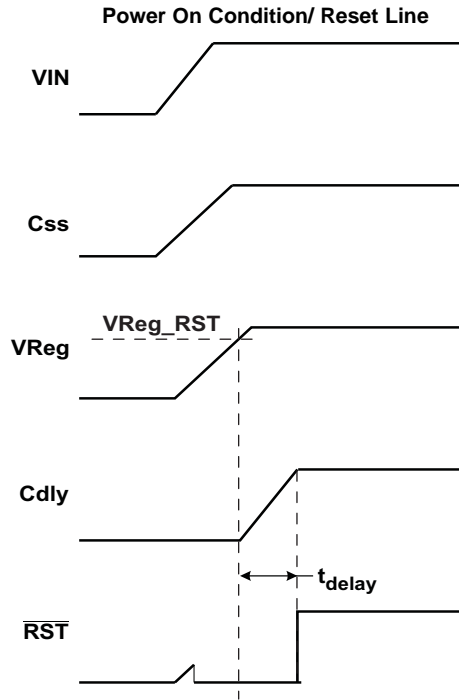 Power On Condition/ Reset Line
VIN
Css
VReg_RST
VReg
Cdly
tdelay
RST